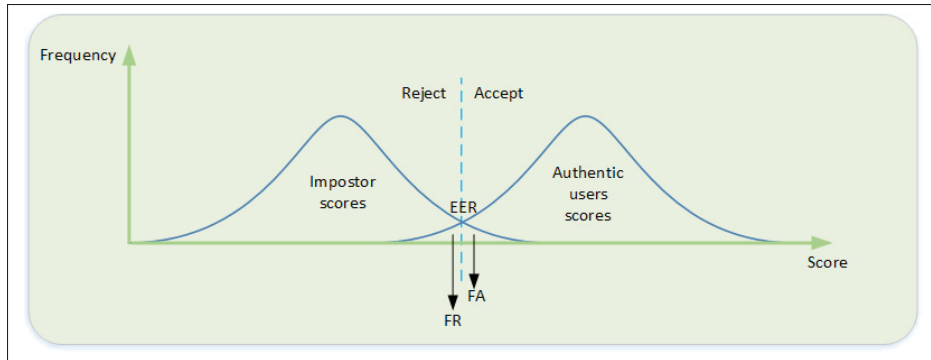 Frequency
Reject
Accept
Impostor
scores
Authentic
users
scores
EER
Score
FA
FR